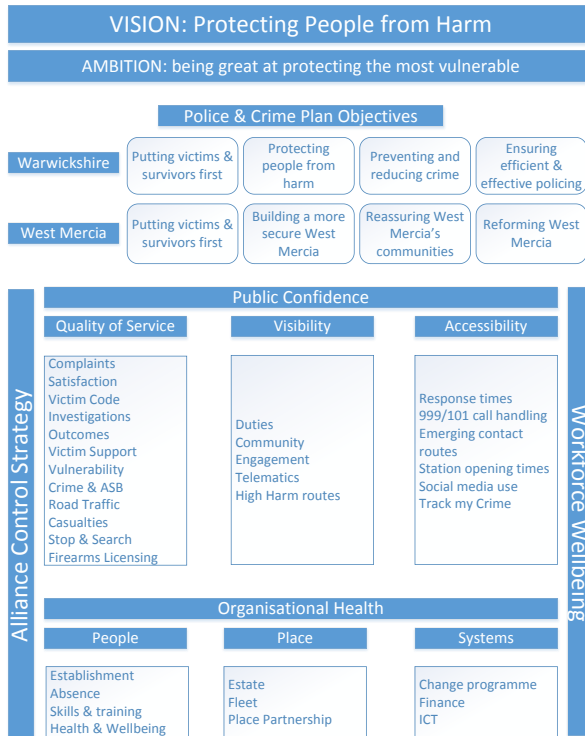 VISION: Protecting People from Harm
AMBITION: being great at protecting the most vulnerable
Police & Crime Plan Objectives
Warwickshire
Putting victims &
survivors first
Protecting
people from
harm
Preventing and
reducing crime
Ensuring
efficient &
effective policing
West Mercia
Putting victims &
survivors first
Building a more
secure West
Mercia
Reassuring West
Mercia's
communities
Reforming West
Mercia
Alliance Control Strategy
Public Confidence
Quality of Service
Complaints
Satisfaction
Victim Code
Investigations
Outcomes
Victim Support
Vulnerability
Crime & ASB
Road Traffic
Casualties
Stop & Search
Firearms Licensing
Visibility
Duties
Community
Engagement
Telematics
High Harm routes
Accessibility
Response times
999/101 call handling
Emerging contact
routes
Station opening times
Social media use
Track my Crime
Workforce Wellbeing
Organisational Health
People
Establishment
Absence
Skills & training
Health & Wellbeing
Place
Estate
Fleet
Place Partnership
Systems
Change programme
Finance
ICT